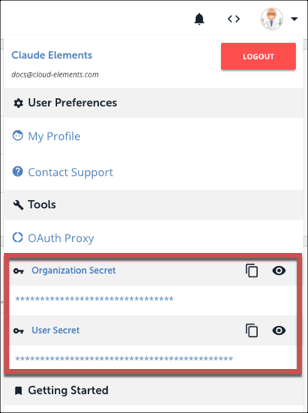 Claude Elements
LOGOUT
docs@cloud-elements.com
User Preferences
My Profile
Contact Support
Tools
OAuth Proxy
Organization Secret
********************************
User Secret
********************************************
Getting Started